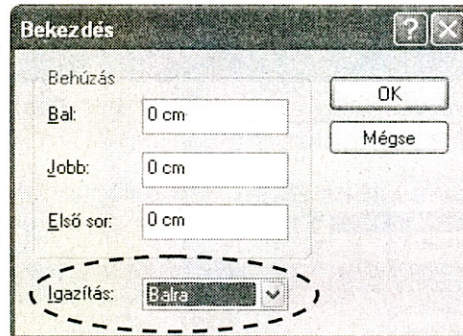 Bekezdés
Behúzás
Bal: 0 cm
Jobb: 0 cm
Első sor: 0 cm
Igazítás: Balra
OK
Mégse